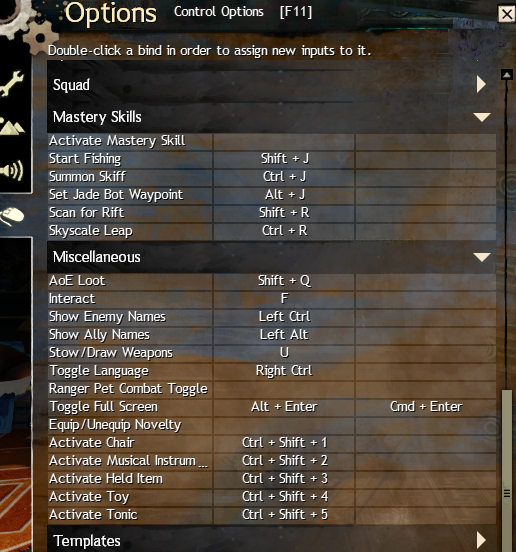 Options Control Options [F11]
Double-click a bind in order to assign new inputs to it.
Squad
Mastery Skills
Activate Mastery Skill
Start Fishing Shift + J
Summon Skiff Ctrl + J
Set Jade Bot Waypoint Alt + J
Scan for Rift Shift + R
Skyscale Leap Ctrl + R
Miscellaneous
AoE Loot Shift + Q
Interact F
Show Enemy Names Left Ctrl
Show Ally Names Left Alt
Stow/Draw Weapons U
Toggle Language Right Ctrl
Ranger Pet Combat Toggle
Toggle Full Screen Alt + Enter Cmd + Enter
Equip/Unequip Novelty
Activate Chair Ctrl + Shift + 1
Activate Musical Instrum ... Ctrl + Shift + 2
Activate Held Item Ctrl + Shift + 3
Activate Toy Ctrl + Shift + 4
Activate Tonic Ctrl + Shift + 5
Templates